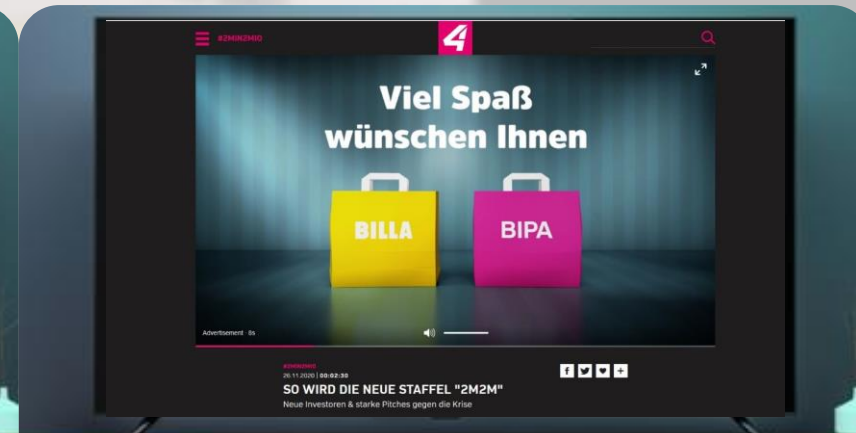 #2MIN2MIO
4
Viel Spaß
wünschen Ihnen
BILLA
BIPA
Advertisement · 8s
#2MIN2MIO
26.11.2020 | 00:02:30
SO WIRD DIE NEUE STAFFEL "2M2M"
Neue Investoren & starke Pitches gegen die Krise